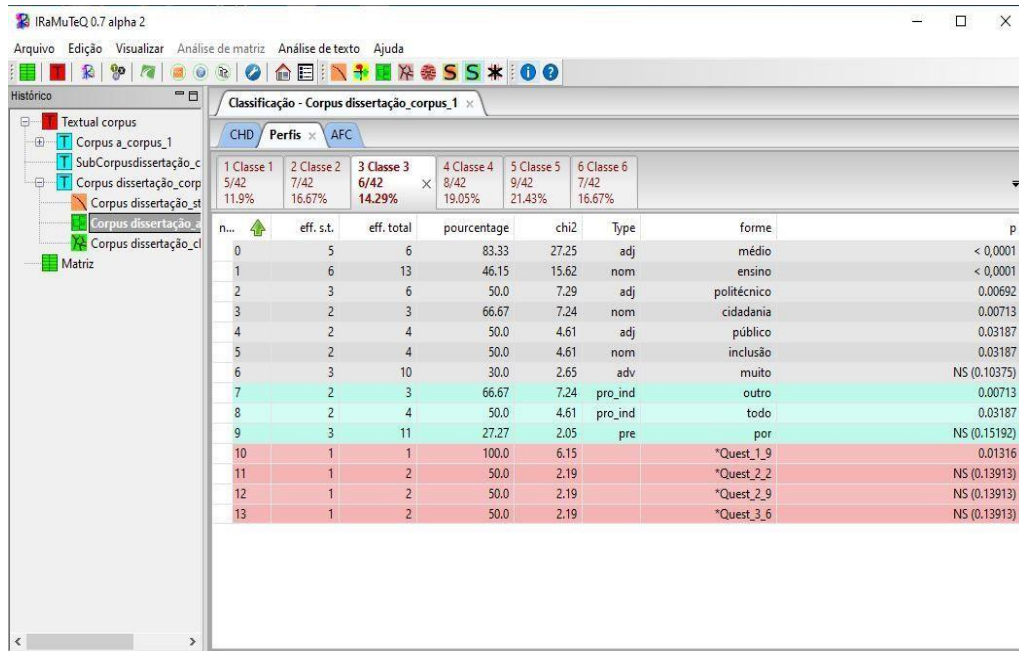 IRaMuTeQ 0.7 alpha 2
Arquivo Edição Visualizar Análise de matriz Análise de texto Ajuda
Histórico
Textual corpus
Corpus a_corpus_1
SubCorpusdissertação_c
Corpus dissertação_corp
Corpus dissertação_st
Corpus dissertação_a
Corpus dissertação_cl
Matriz
Classificação - Corpus dissertação_corpus_1
CHD Perfis AFC
1 Classe 1 2 Classe 2 3 Classe 3 4 Classe 4 5 Classe 5 6 Classe 6
5/42 7/42 6/42 8/42 9/42 7/42
11.9% 16.67% 14.29% 19.05% 21.43% 16.67%
n... eff. s.t. eff. total pourcentage chi2 Type forme p
0 5 6 83.33 27.25 adj médio < 0,0001
1 6 13 46.15 15.62 nom ensino < 0,0001
2 3 6 50.0 7.29 adj politécnico 0.00692
3 2 3 66.67 7.24 nom cidadania 0.00713
4 2 4 50.0 4.61 adj público 0.03187
5 2 4 50.0 4.61 nom inclusão 0.03187
6 3 10 30.0 2.65 adv muito NS (0.10375)
7 2 3 66.67 7.24 pro_ind outro 0.00713
8 2 4 50.0 4.61 pro_ind todo 0.03187
9 3 11 27.27 2.05 pre por NS (0.15192)
10 1 1 100.0 6.15 *Quest_1_9 0.01316
11 1 2 50.0 2.19 *Quest_2_2 NS (0.13913)
12 1 2 50.0 2.19 *Quest_2_9 NS (0.13913)
13 1 2 50.0 2.19 *Quest_3_6 NS (0.13913)